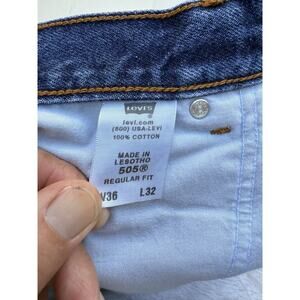 LEVI'S
levi.com
(800) USA-LEVI
100% COTTON
MADE IN
LESOTHO
505®
REGULAR FIT
W36 L32